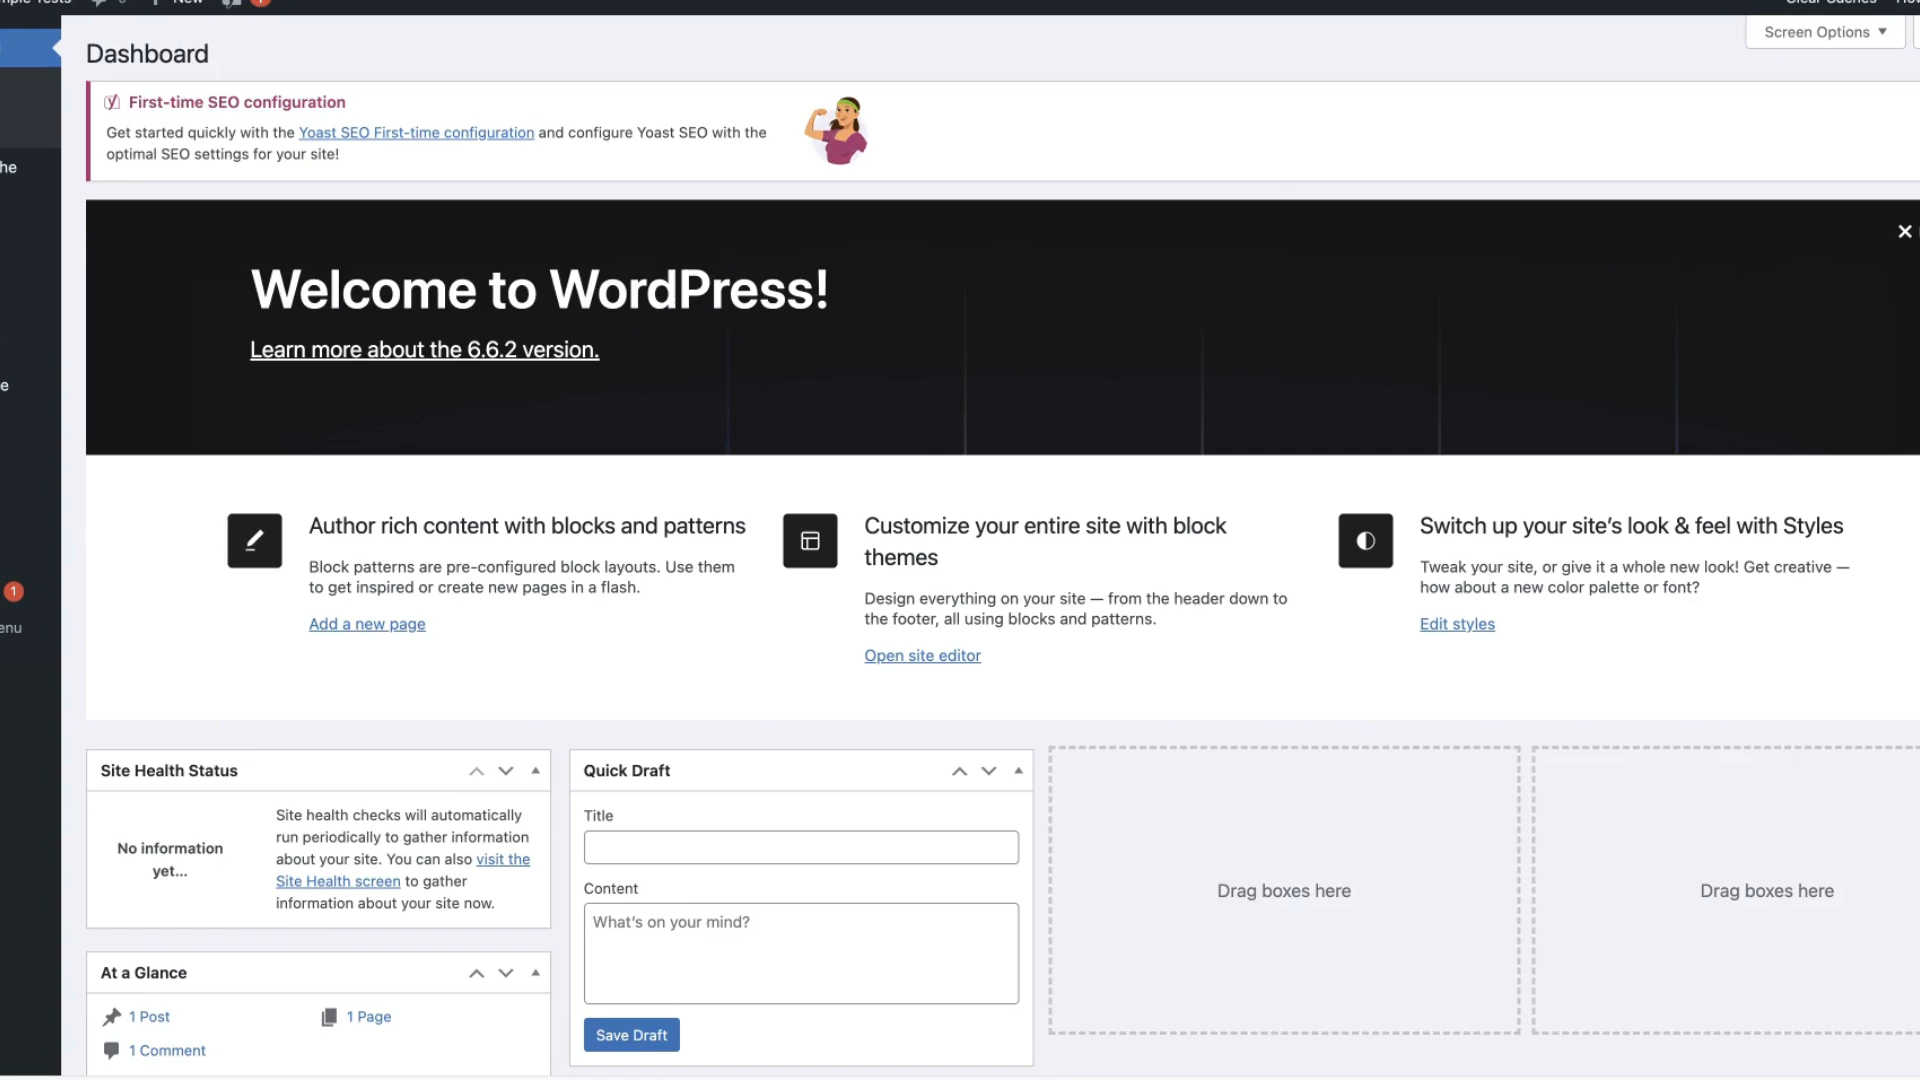 New
1
Screen Options
Dashboard
First-time SEO configuration
Get started quickly with the Yoast SEO First-time configuration and configure Yoast SEO with the
optimal SEO settings for your site!
Welcome to WordPress!
Learn more about the 6.6.2 version.
Author rich content with blocks and patterns
Block patterns are pre-configured block layouts. Use them
to get inspired or create new pages in a flash.
Add a new page
Customize your entire site with block
themes
Design everything on your site — from the header down to
the footer, all using blocks and patterns.
Open site editor
Switch up your site’s look & feel with Styles
Tweak your site, or give it a whole new look! Get creative —
how about a new color palette or font?
Edit styles
1
Site Health Status
No information
yet...
Site health checks will automatically
run periodically to gather information
about your site. You can also visit the
Site Health screen to gather
information about your site now.
At a Glance
1 Post
1 Page
1 Comment
Quick Draft
Title
Content
What’s on your mind?
Save Draft
Drag boxes here
Drag boxes here